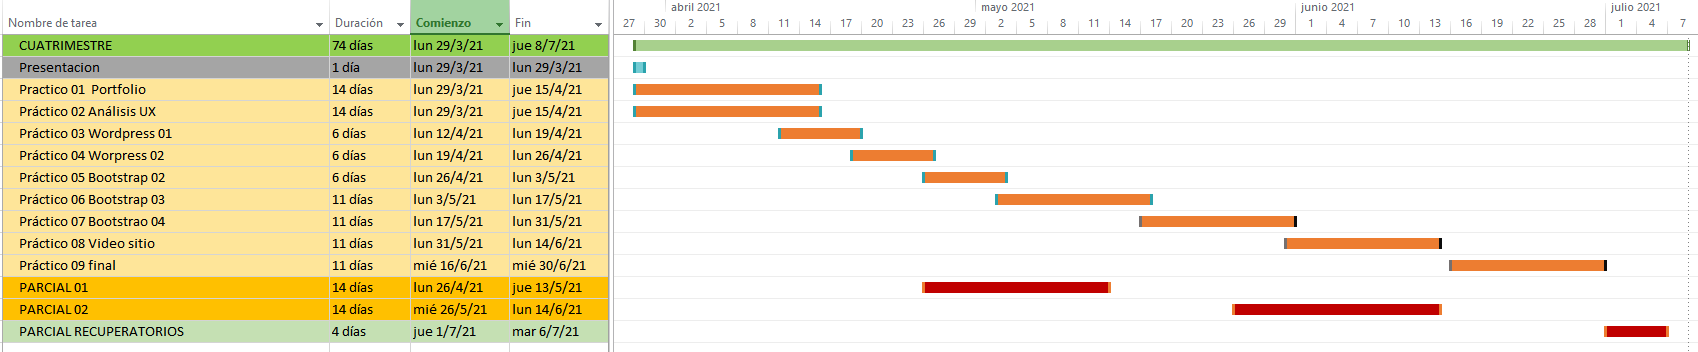 abril 2021 mayo 2021 junio 2021 julio 2021
Nombre de tarea Duración Comienzo Fin 27 30 2 5 8 11 14 17 20 23 26 29 2 5 8 11 14 17 20 23 26 29 1 4 7 10 13 16 19 22 25 28 1 4 7
CUATRIMESTRE 74 días lun 29/3/21 jue 8/7/21
Presentacion 1 día lun 29/3/21 lun 29/3/21
Practico 01 Portfolio 14 días lun 29/3/21 jue 15/4/21
Práctico 02 Análisis UX 14 días lun 29/3/21 jue 15/4/21
Práctico 03 Wordpress 01 6 días lun 12/4/21 lun 19/4/21
Práctico 04 Worpress 02 6 días lun 19/4/21 lun 26/4/21
Práctico 05 Bootstrap 02 6 días lun 26/4/21 lun 3/5/21
Práctico 06 Bootstrap 03 11 días lun 3/5/21 lun 17/5/21
Práctico 07 Bootstrao 04 11 días lun 17/5/21 lun 31/5/21
Práctico 08 Video sitio 11 días lun 31/5/21 lun 14/6/21
Práctico 09 final 11 días mié 16/6/21 mié 30/6/21
PARCIAL 01 14 días lun 26/4/21 jue 13/5/21
PARCIAL 02 14 días mié 26/5/21 lun 14/6/21
PARCIAL RECUPERATORIOS 4 días jue 1/7/21 mar 6/7/21